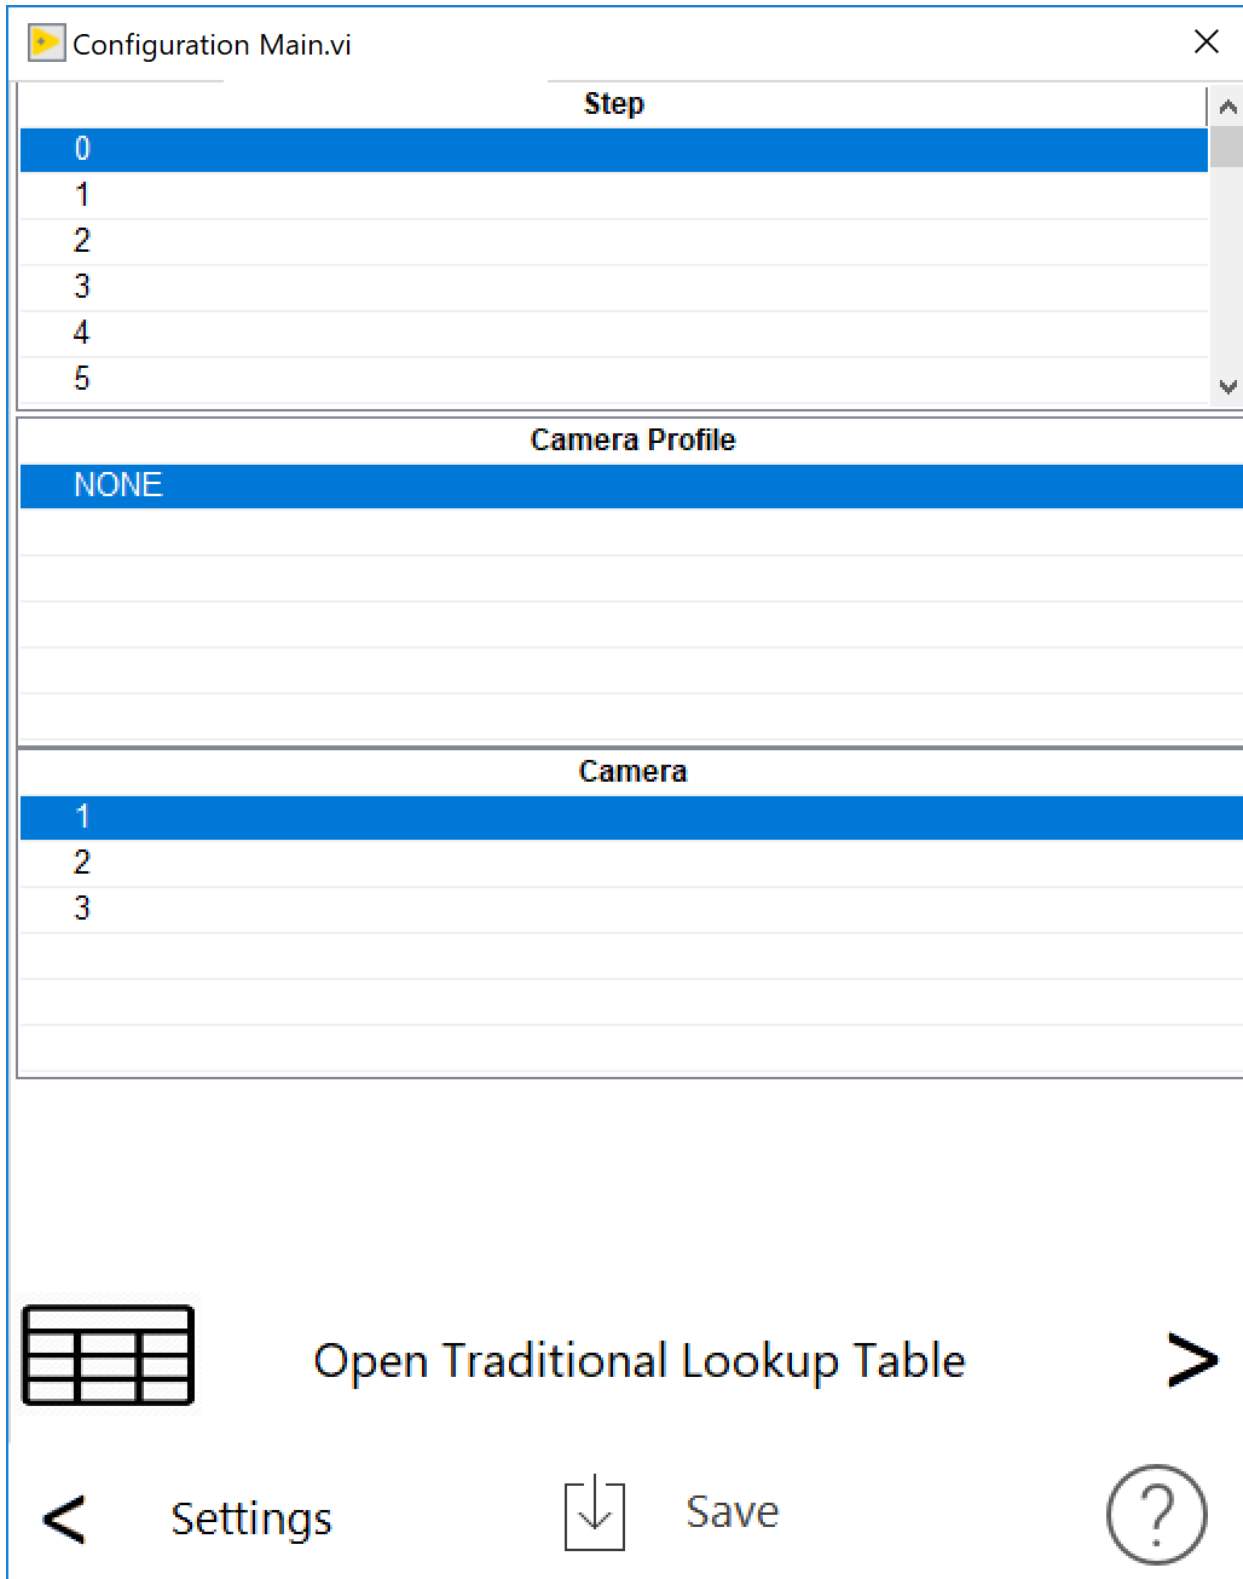 Configuration Main.vi
Step
0
1
2
3
4
5
Camera Profile
NONE
Camera
1
2
3
Open Traditional Lookup Table >
< Settings Save ?